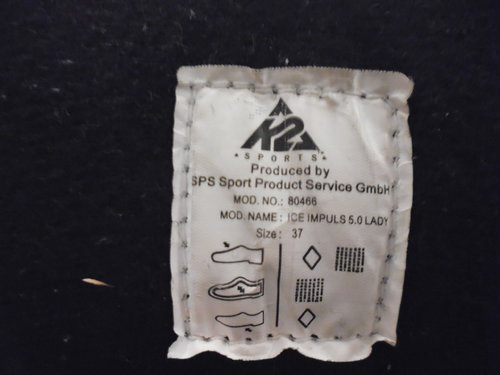 K2
SPORTS
Produced by
SPS Sport Product Service GmbH
MOD. NO.: 80466
MOD. NAME: ICE IMPULS 5.0 LADY
Size: 37